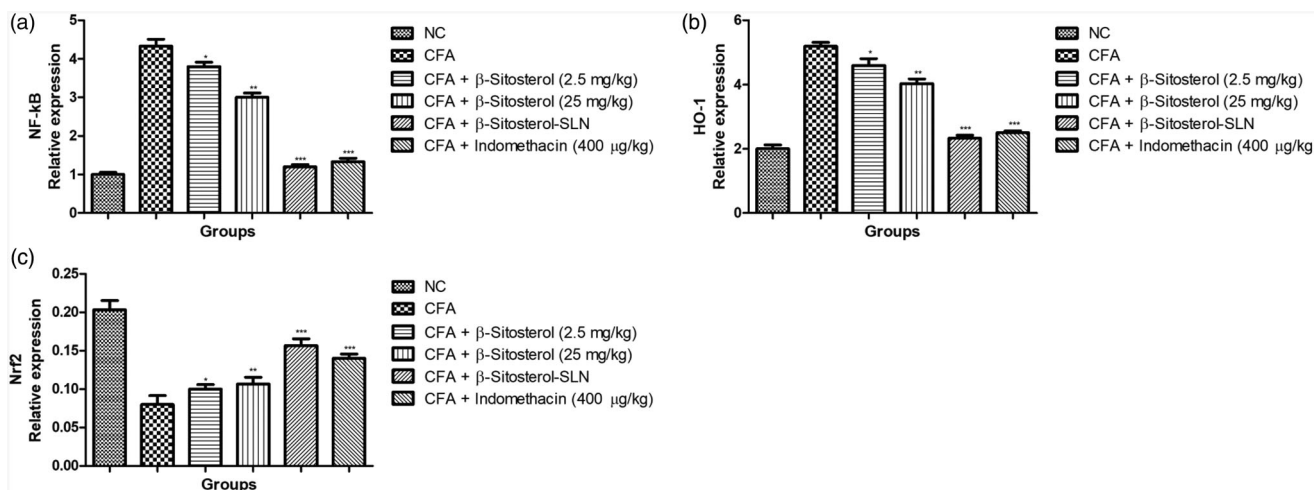 (a)
NF-kB
Relative expression
5
4
3
2
1
0
*
**
***
***
Groups
NC
CFA
CFA + β-Sitosterol (2.5 mg/kg)
CFA + β-Sitosterol (25 mg/kg)
CFA + β-Sitosterol-SLN
CFA + Indomethacin (400 μg/kg)
(b)
HO-1
Relative expression
6
4
2
0
*
**
***
***
Groups
NC
CFA
CFA + β-Sitosterol (2.5 mg/kg)
CFA + β-Sitosterol (25 mg/kg)
CFA + β-Sitosterol-SLN
CFA + Indomethacin (400 μg/kg
(c)
Nrf2
Relative expression
0.25
0.20
0.15
0.10
0.05
0.00
*
**
***
***
Groups
NC
CFA
CFA + β-Sitosterol (2.5 mg/kg)
CFA + β-Sitosterol (25 mg/kg)
CFA + β-Sitosterol-SLN
CFA + Indomethacin (400 μg/kg)